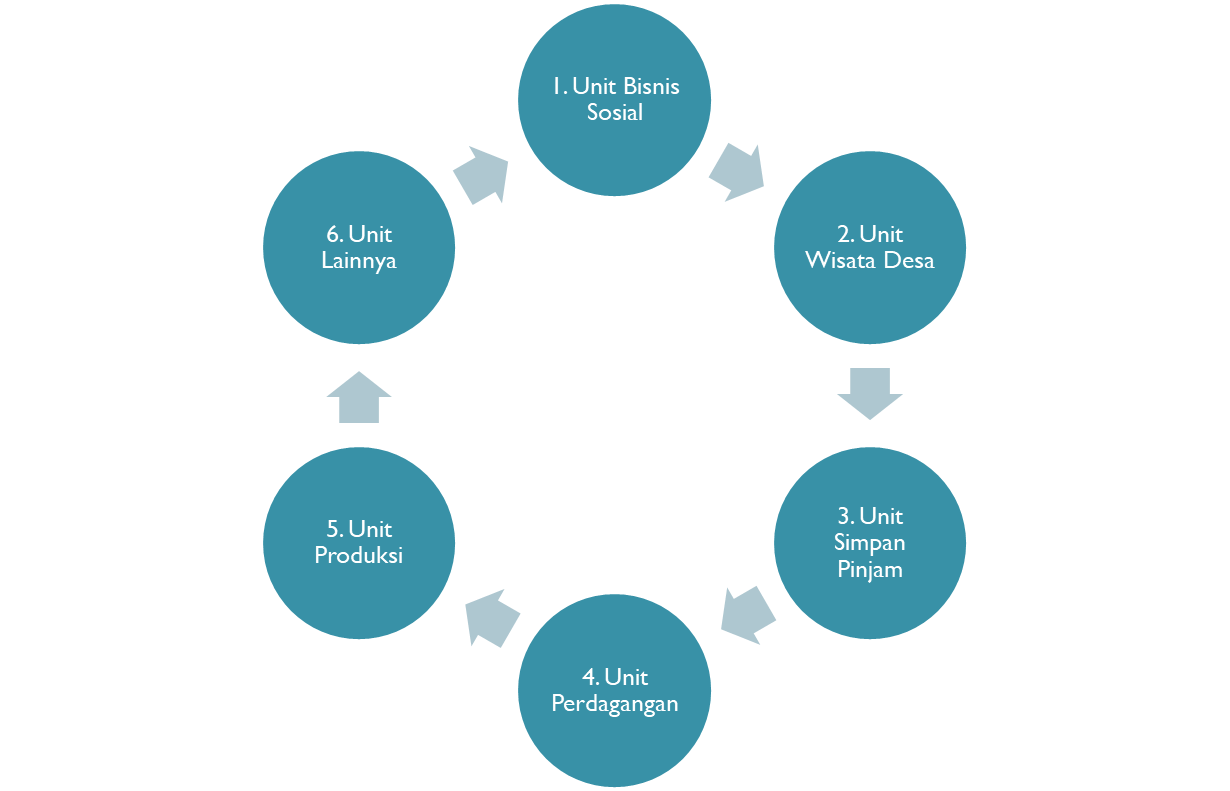 1. Unit Bisnis
Sosial
2. Unit
Wisata Desa
3. Unit
Simpan
Pinjam
4. Unit
Perdagangan
5. Unit
Produksi
6. Unit
Lainnya